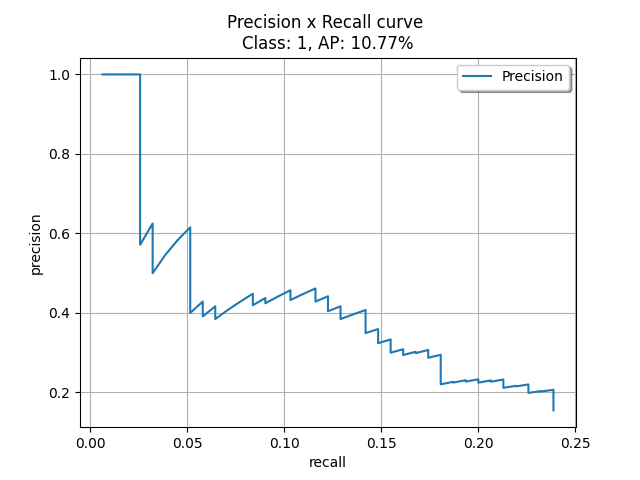 Precision x Recall curve
Class: 1, AP: 10.77%
Precision
1.0
0.8
0.6
0.4
0.2
precision
0.00 0.05 0.10 0.15 0.20 0.25
recall